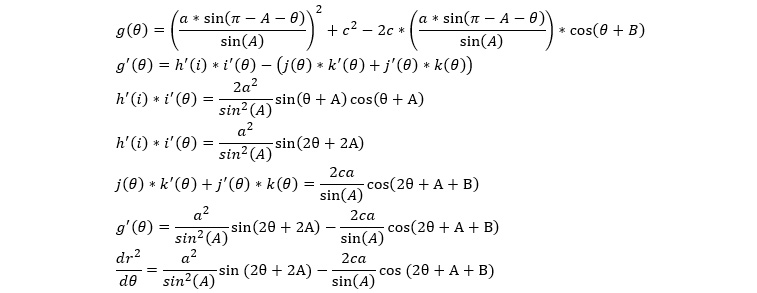 g(θ) = (a * sin(π − A − θ) / sin(A))² + c² − 2c * (a * sin(π − A − θ) / sin(A)) * cos(θ + B)
g′(θ) = h′(i) * i′(θ) − (j(θ) * k′(θ) + j′(θ) * k(θ))
h′(i) * i′(θ) = 2a² / sin²(A) sin(θ + A) cos(θ + A)
h′(i) * i′(θ) = a² / sin²(A) sin(2θ + 2A)
j(θ) * k′(θ) + j′(θ) * k(θ) = 2ca / sin(A) cos(2θ + A + B)
g′(θ) = a² / sin²(A) sin(2θ + 2A) − 2ca / sin(A) cos(2θ + A + B)
dr² / dθ = a² / sin²(A) sin (2θ + 2A) − 2ca / sin(A) cos (2θ + A + B)